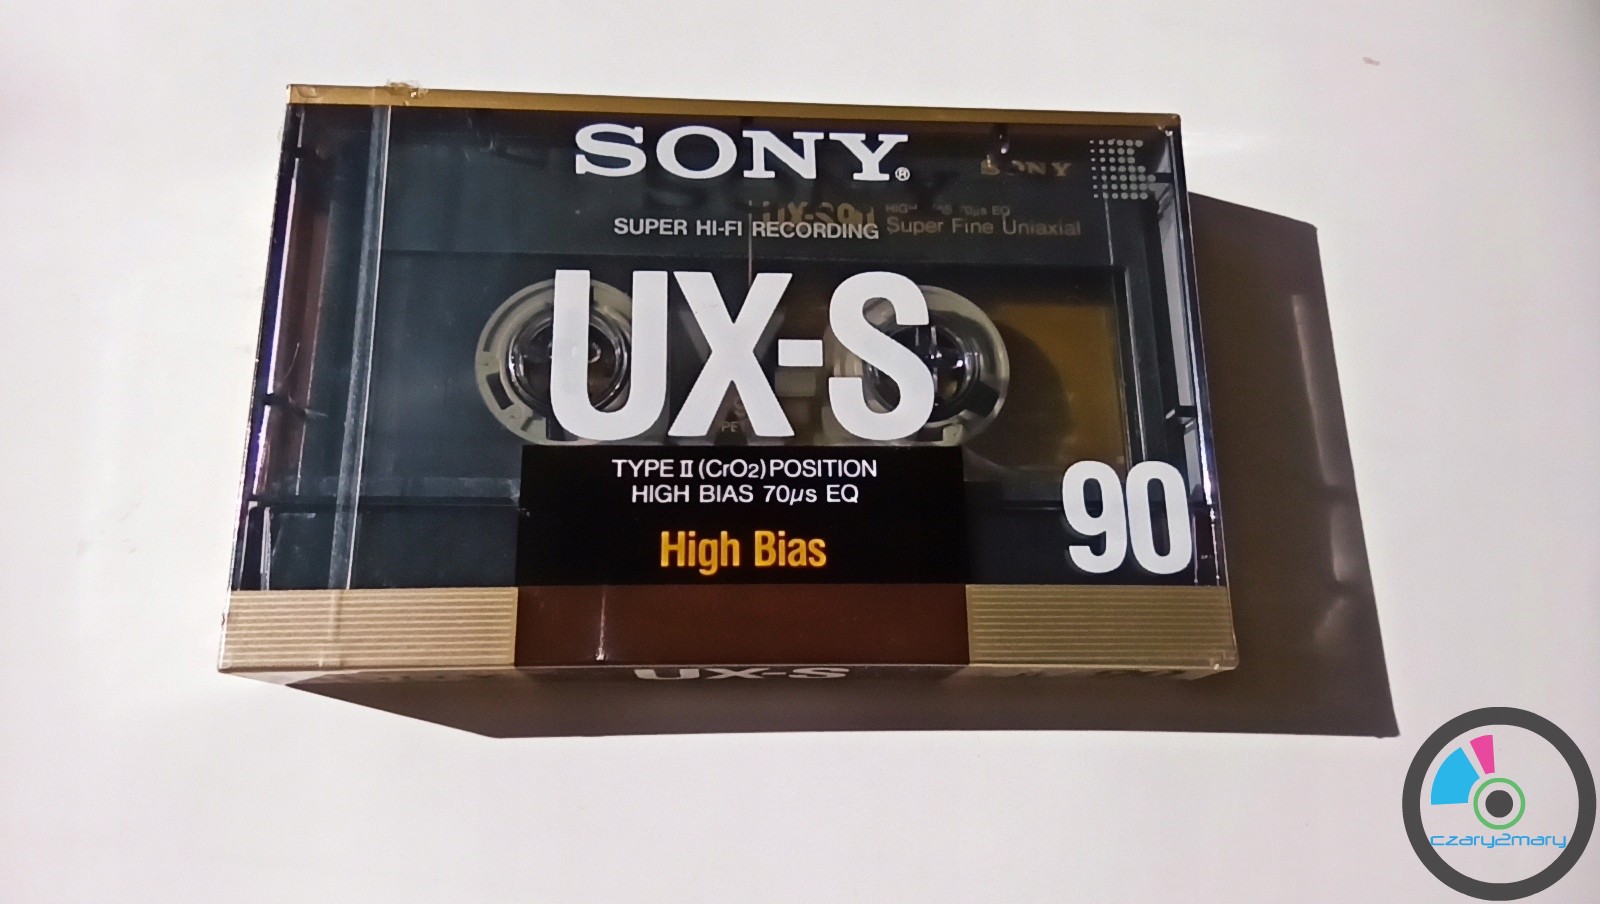 SONY®
SONY
SUPER HI-FI RECORDING
Super Fine Uniaxial
UX-S
TYPE II (CrO2) POSITION
HIGH BIAS 70µs EQ
High Bias
90
UX-S
czary2mary